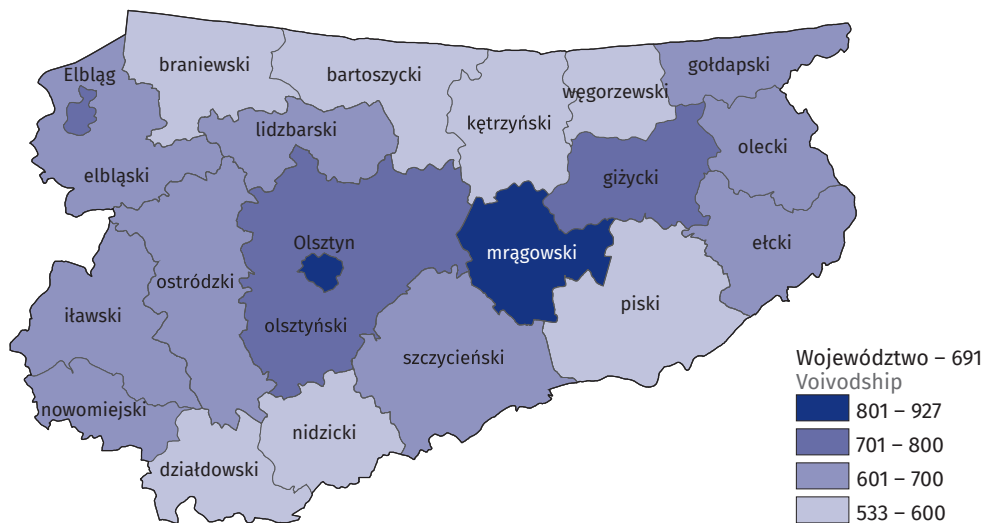 gołdapski
braniewski
bartoszycki
Elbląg
węgorzewski
kętrzyński
lidzbarski
olecki
elbląski
giżycki
Olsztyn
ełcki
mrągowski
ostródzki
piski
iławski
olsztyński
szczycieński
nowomiejski
nidzicki
działdowski
Województwo – 691
Voivodship
801 – 927
701 – 800
601 – 700
533 – 600